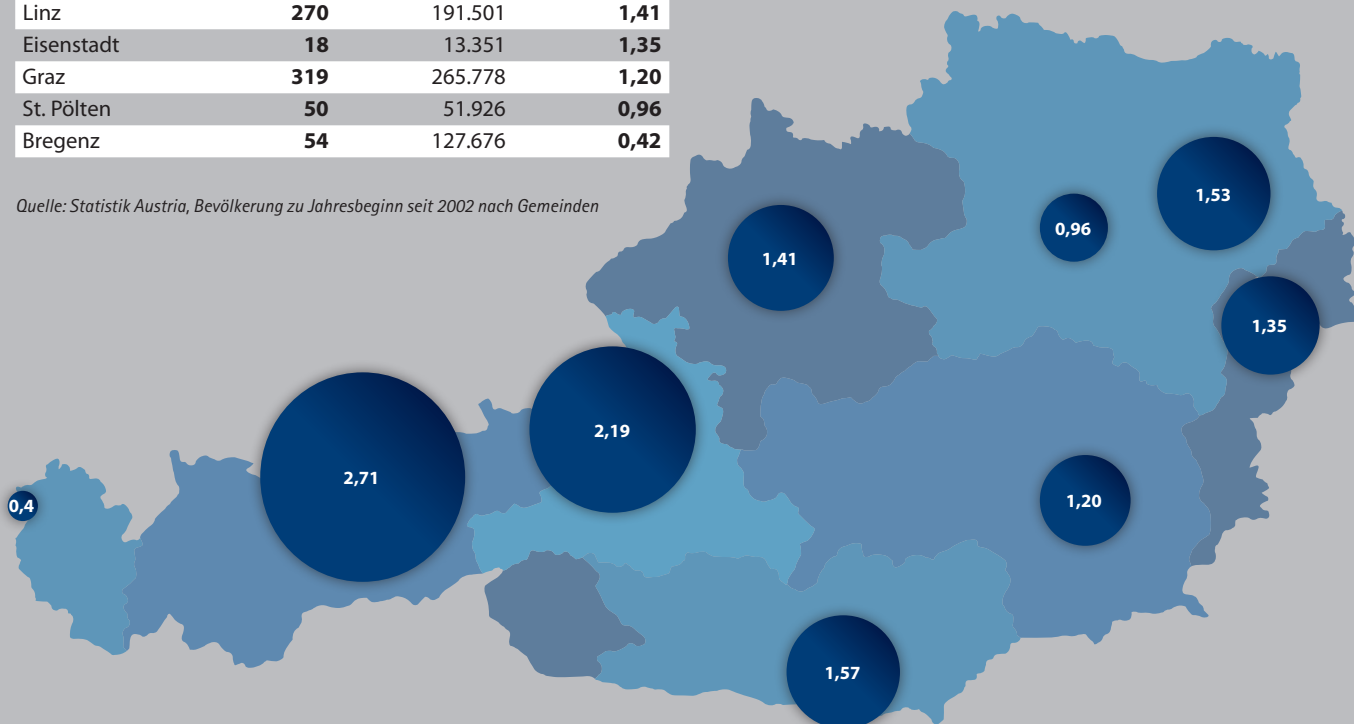 Linz 270 191.501 1,41
Eisenstadt 18 13.351 1,35
Graz 319 265.778 1,20
St. Pölten 50 51.926 0,96
Bregenz 54 127.676 0,42
Quelle: Statistik Austria, Bevölkerung zu Jahresbeginn seit 2002 nach Gemeinden
1,53
0,96
1,41
1,35
2,19
2,71
1,20
0,4
1,57